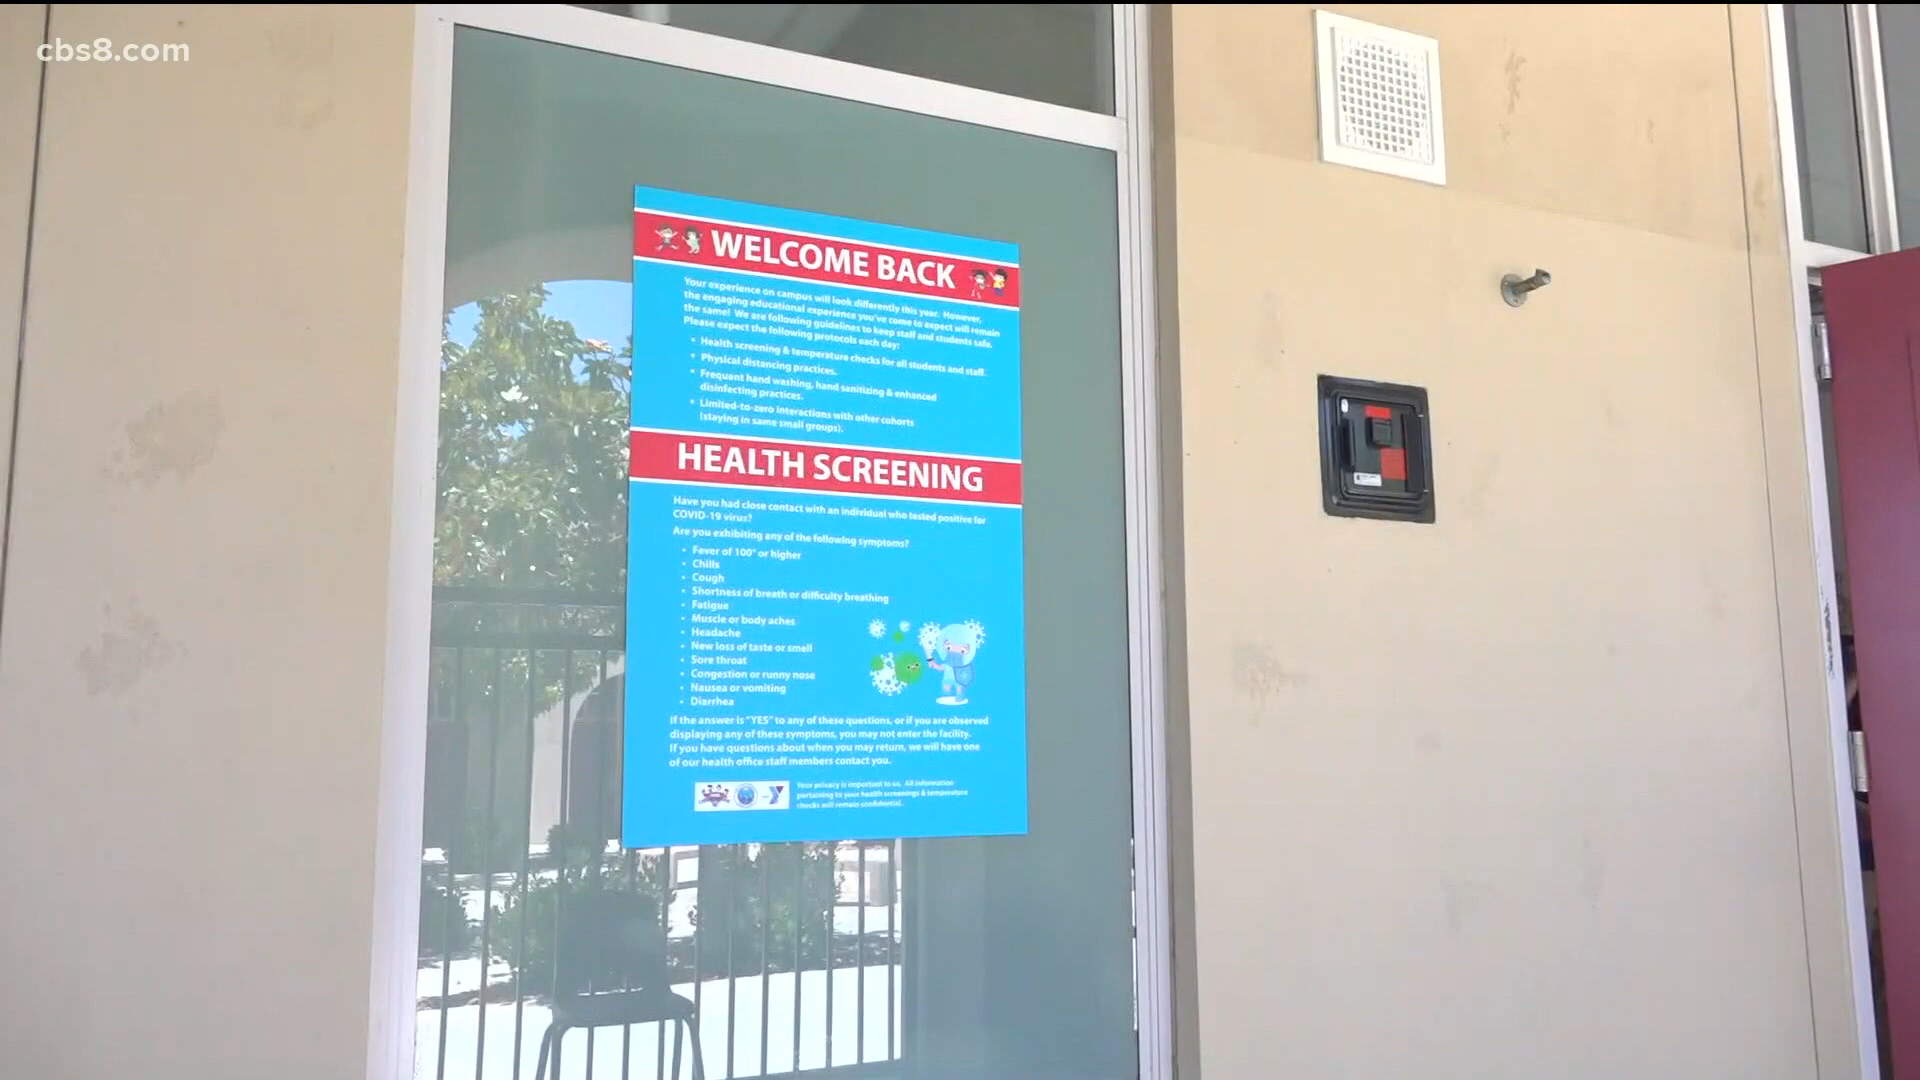 cbs8.com
WELCOME BACK
Your experience on campus will look differently this year. However,
the engaging educational experience you've come to expect will remain
the same! We are following guidelines to keep staff and students safe.
Please expect the following protocols each day:
• Health screening & temperature checks for all students and staff.
• Physical distancing practices.
• Frequent hand washing, hand sanitizing & enhanced
disinfecting practices.
• Limited-to-zero interactions with other cohorts
(staying in same small groups).
HEALTH SCREENING
Have you had close contact with an individual who tested positive for
COVID-19 virus?
Are you exhibiting any of the following symptoms?
• Fever of 100° or higher
• Chills
• Cough
• Shortness of breath or difficulty breathing
• Fatigue
• Muscle or body aches
• Headache
• New loss of taste or smell
• Sore throat
• Congestion or runny nose
• Nausea or vomiting
• Diarrhea
If the answer is "YES" to any of these questions, or if you are observed
displaying any of these symptoms, you may not enter the facility.
If you have questions about when you may return, we will have one
of our health office staff members contact you.
Your privacy is important to us. All information
pertaining to your health screenings & temperature
checks will remain confidential.